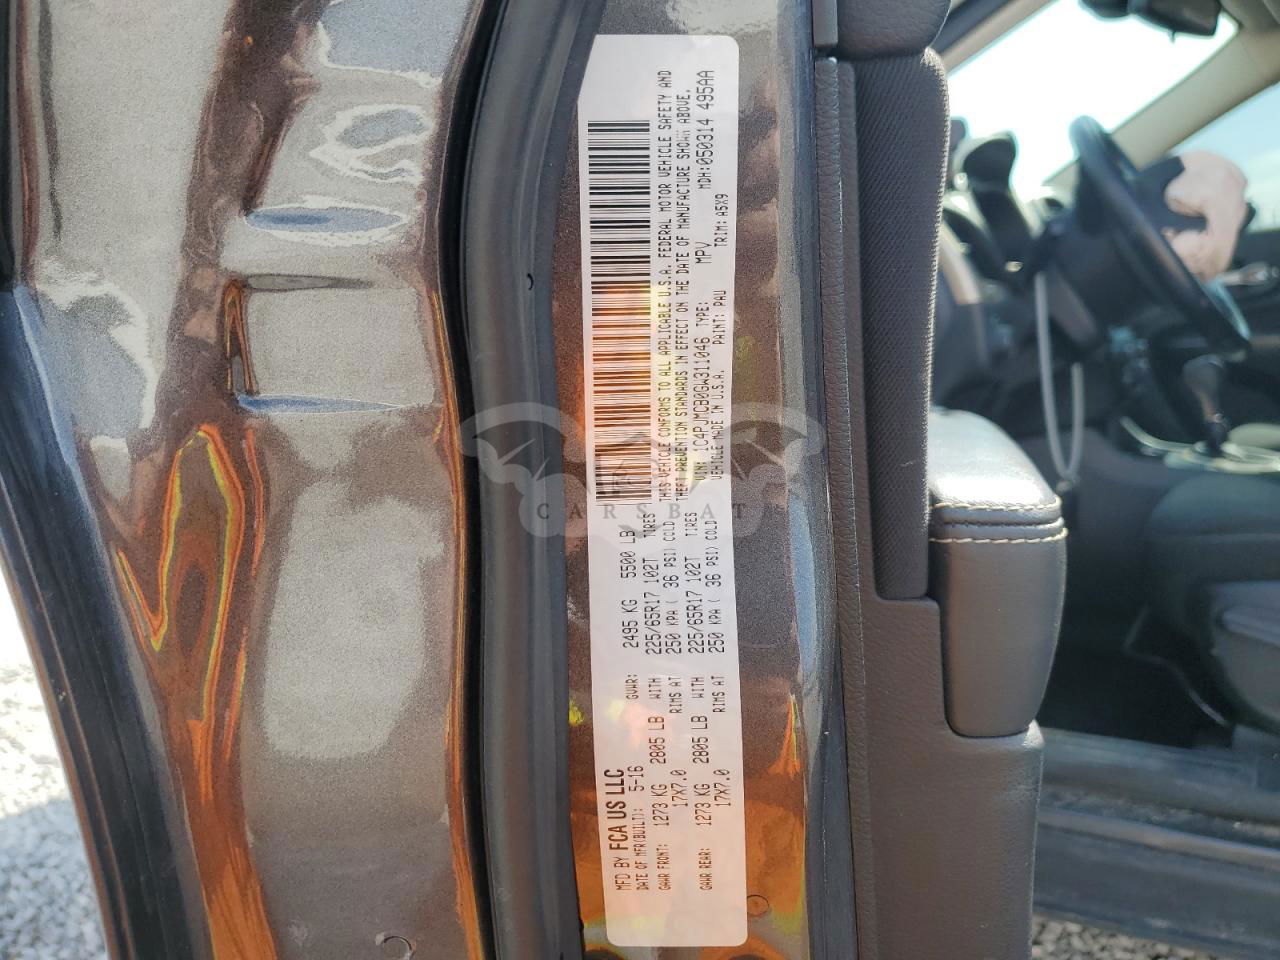 MFD BY FCA US LLC
DATE OF MFR(BUILT): 5-16 GVWR: 2495 KG 5500 LB
GAWR FRONT: 1273 KG 2805 LB WITH 225/65R17 102T TIRES
17X7.0 RIMS AT 250 KPA ( 36 PSI) COLD
GAWR REAR: 1273 KG 2805 LB WITH 225/65R17 102T TIRES
17X7.0 RIMS AT 250 KPA ( 36 PSI) COLD
THIS VEHICLE CONFORMS TO ALL APPLICABLE U.S.A. FEDERAL MOTOR VEHICLE SAFETY AND
THEFT PREVENTION STANDARDS IN EFFECT ON THE DATE OF MANUFACTURE SHOWN ABOVE.
VIN: 1C4PJMCB0GW311046 TYPE: MPV MDH:050314 495AA
VEHICLE MADE IN U.S.A. PAINT: PAU TRIM: A5X9
CARSBAT